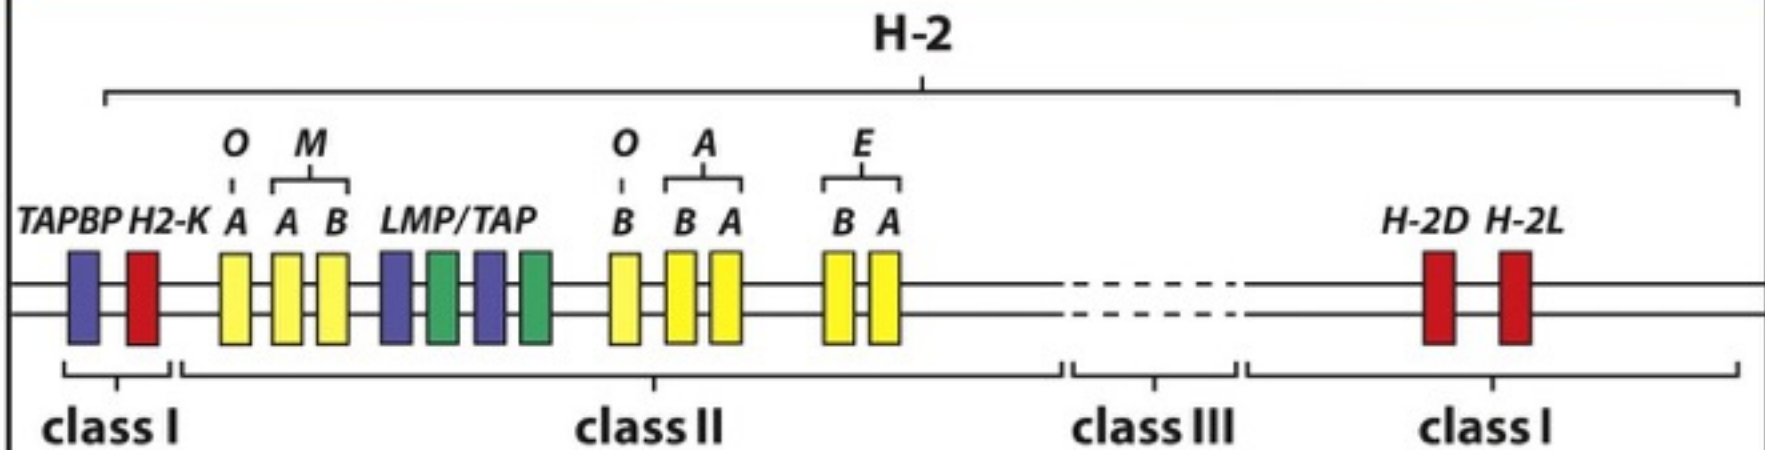 H-2
O M O A E
TAPBP H2-K A A B LMP/TAP B B A B A H-2D H-2L
class I class II class III class I